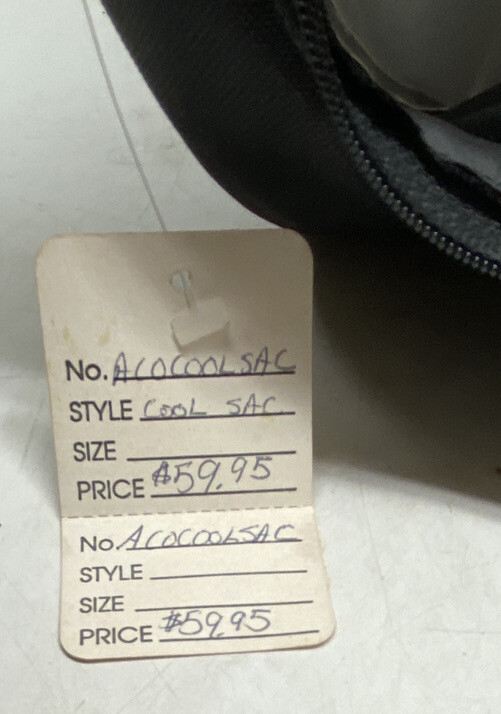 No. ACOCOOLSAC
STYLE COOL SAC
SIZE
PRICE $59.95
No. ACOCOOLSAC
STYLE
SIZE
PRICE $59.95